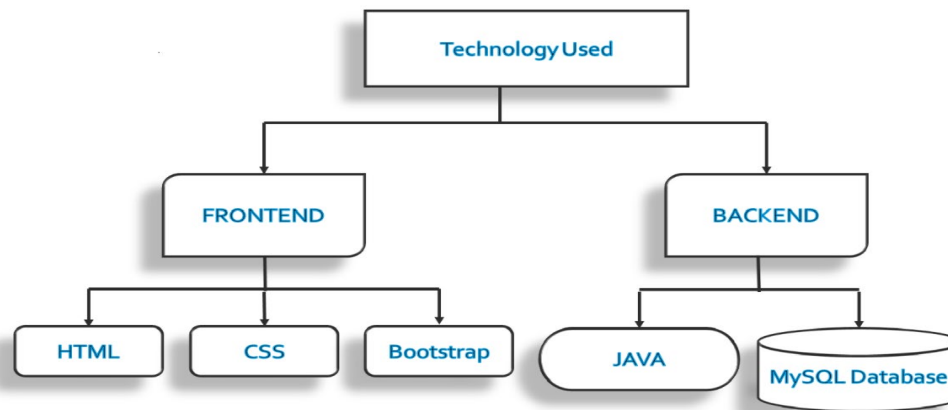 Technology Used
FRONTEND
BACKEND
HTML
CSS
Bootstrap
JAVA
MySQL Database